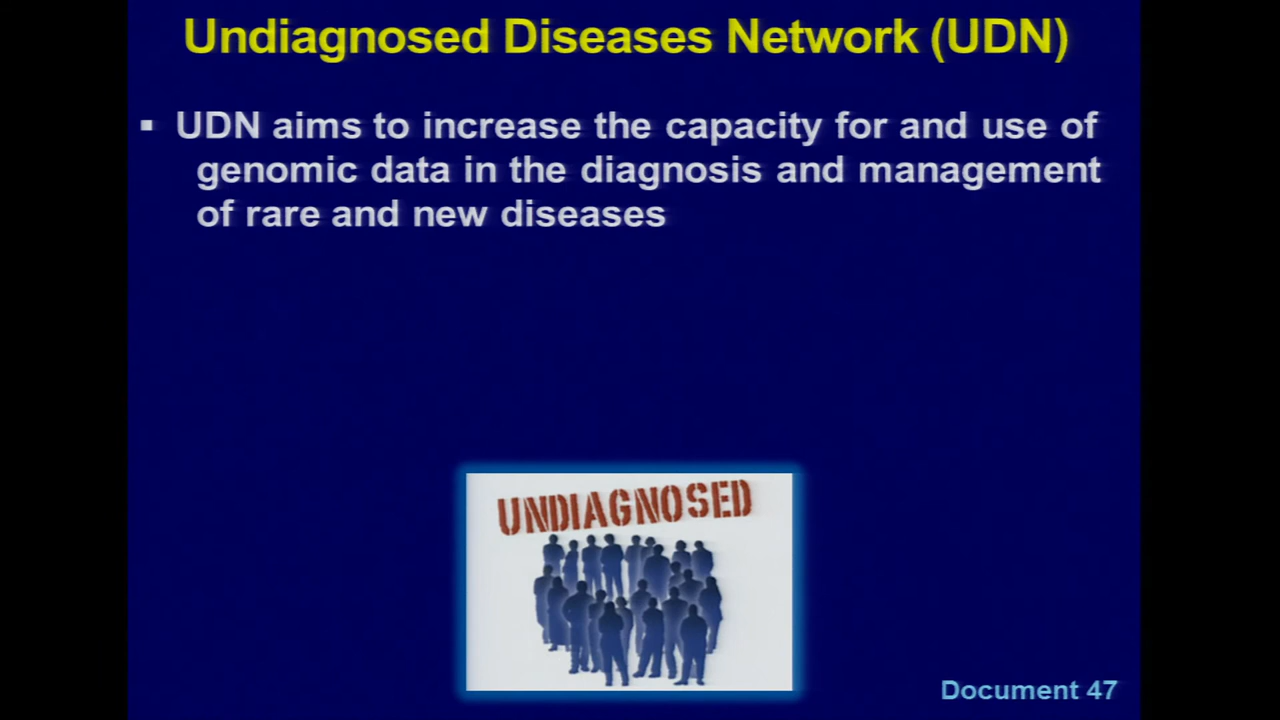 Undiagnosed Diseases Network (UDN)
▪ UDN aims to increase the capacity for and use of
genomic data in the diagnosis and management
of rare and new diseases
UNDIAGNOSED
Document 47